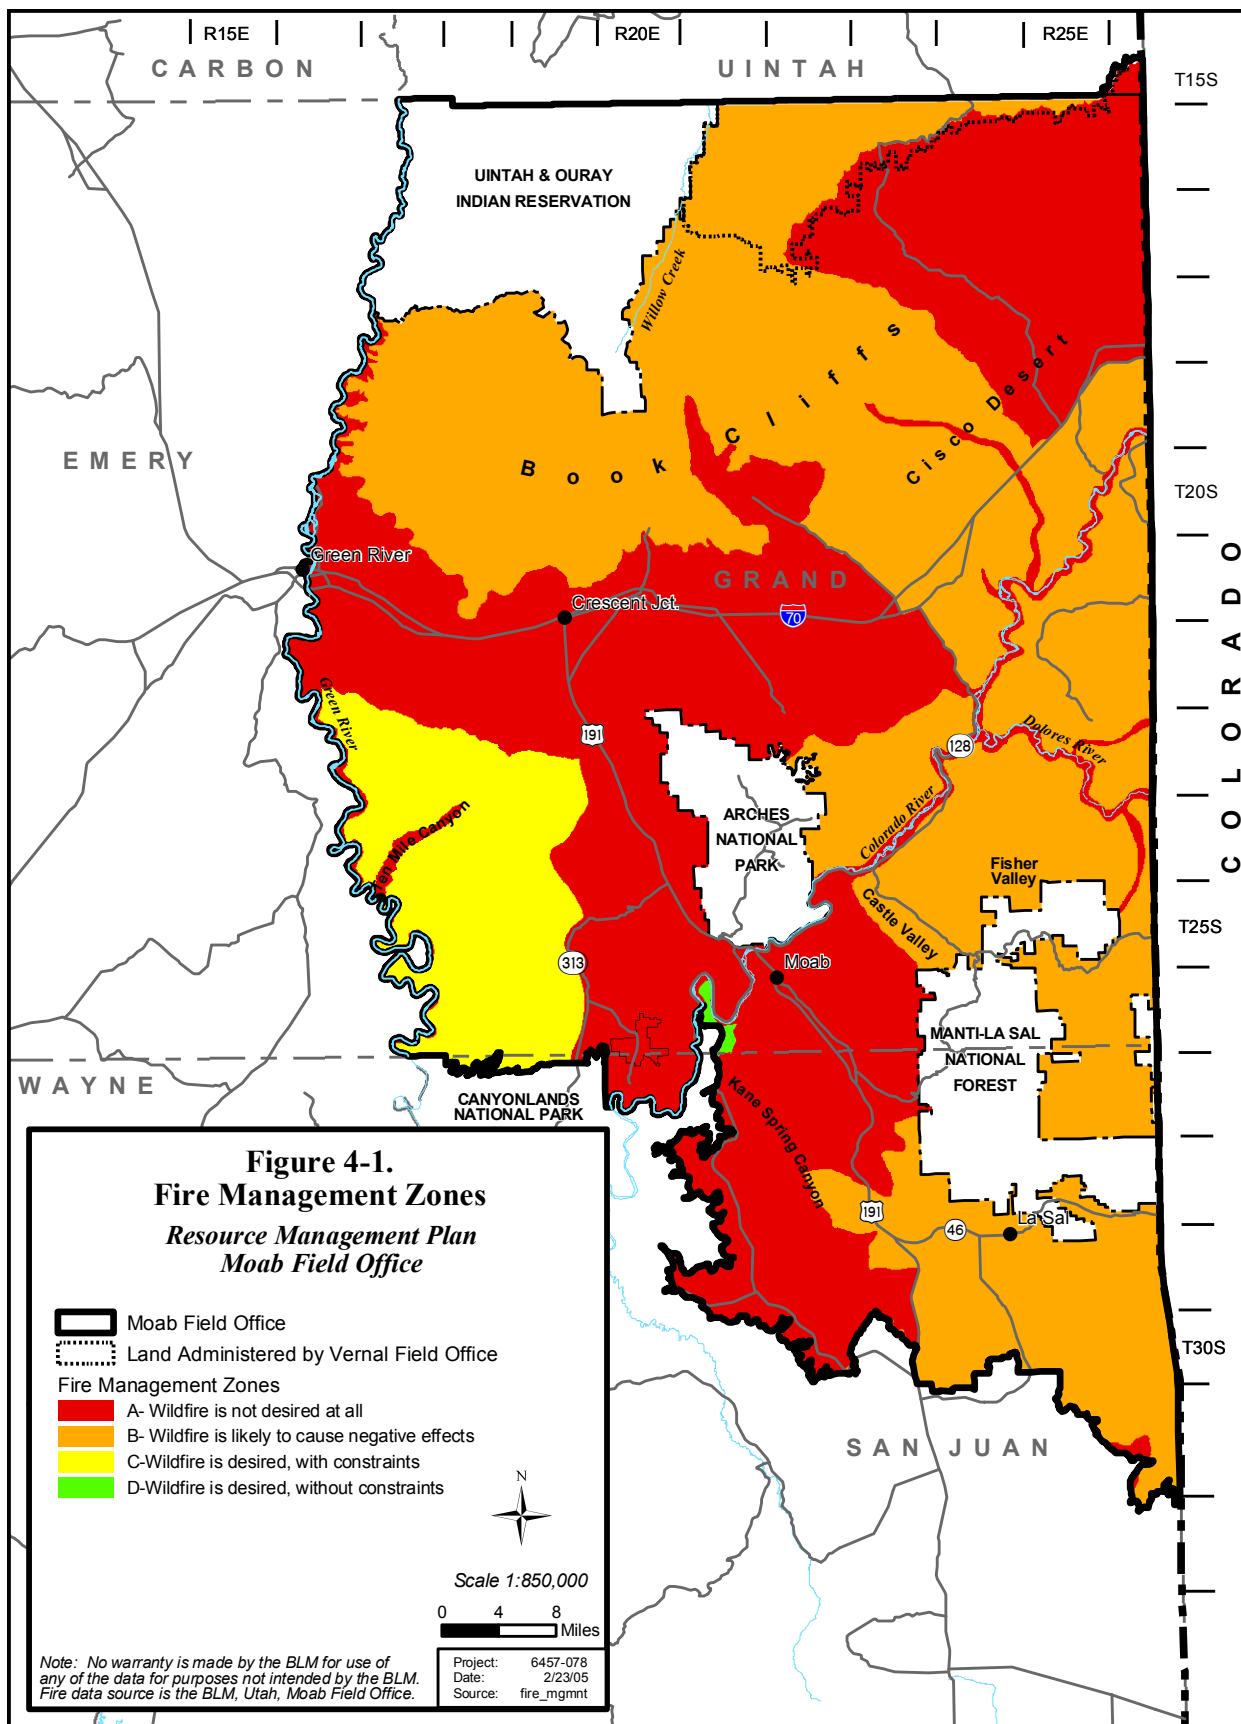 R15E
R20E
R25E
CARBON
UINTAH
T15S
UINTAH & OURAY
INDIAN RESERVATION
Willow Creek
Book Cliffs
Cisco Desert
EMERY
T20S
Green River
GRAND
Crescent Jct.
70
COLORADO
Green River
191
128
Dolores River
ARCHES
NATIONAL
PARK
Colorado River
Ten Mile Canyon
Fisher
Valley
Castle Valley
T25S
313
Moab
MANTI-LA SAL
NATIONAL
FOREST
WAYNE
CANYONLANDS
NATIONAL PARK
Kane Spring Canyon
191
46
La Sal
T30S
SAN JUAN
Figure 4-1.
Fire Management Zones
Resource Management Plan
Moab Field Office
Moab Field Office
Land Administered by Vernal Field Office
Fire Management Zones
A- Wildfire is not desired at all
B- Wildfire is likely to cause negative effects
C-Wildfire is desired, with constraints
D-Wildfire is desired, without constraints
N
Scale 1:850,000
0 4 8
Miles
Note: No warranty is made by the BLM for use of
any of the data for purposes not intended by the BLM.
Fire data source is the BLM, Utah, Moab Field Office.
Project: 6457-078
Date: 2/23/05
Source: fire_mgmnt